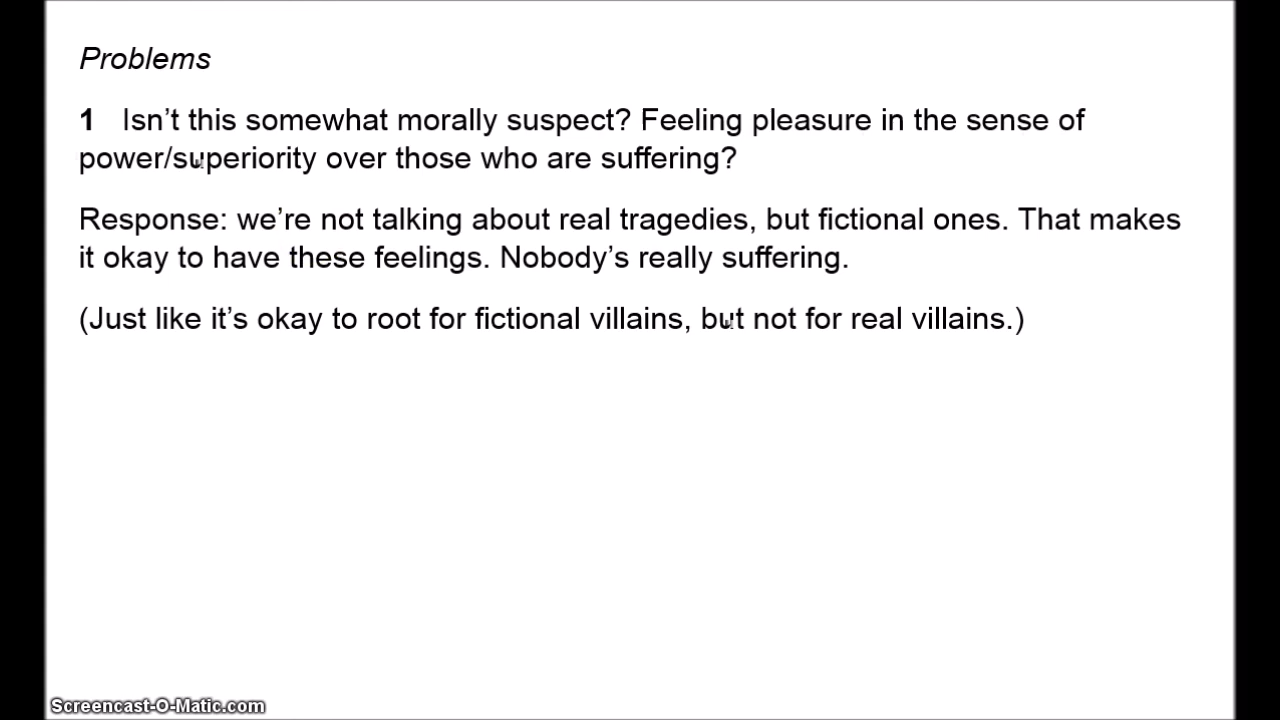 Problems
1 Isn't this somewhat morally suspect? Feeling pleasure in the sense of
power/superiority over those who are suffering?
Response: we're not talking about real tragedies, but fictional ones. That makes
it okay to have these feelings. Nobody's really suffering.
(Just like it's okay to root for fictional villains, but not for real villains.)
Screencast-O-Matic.com